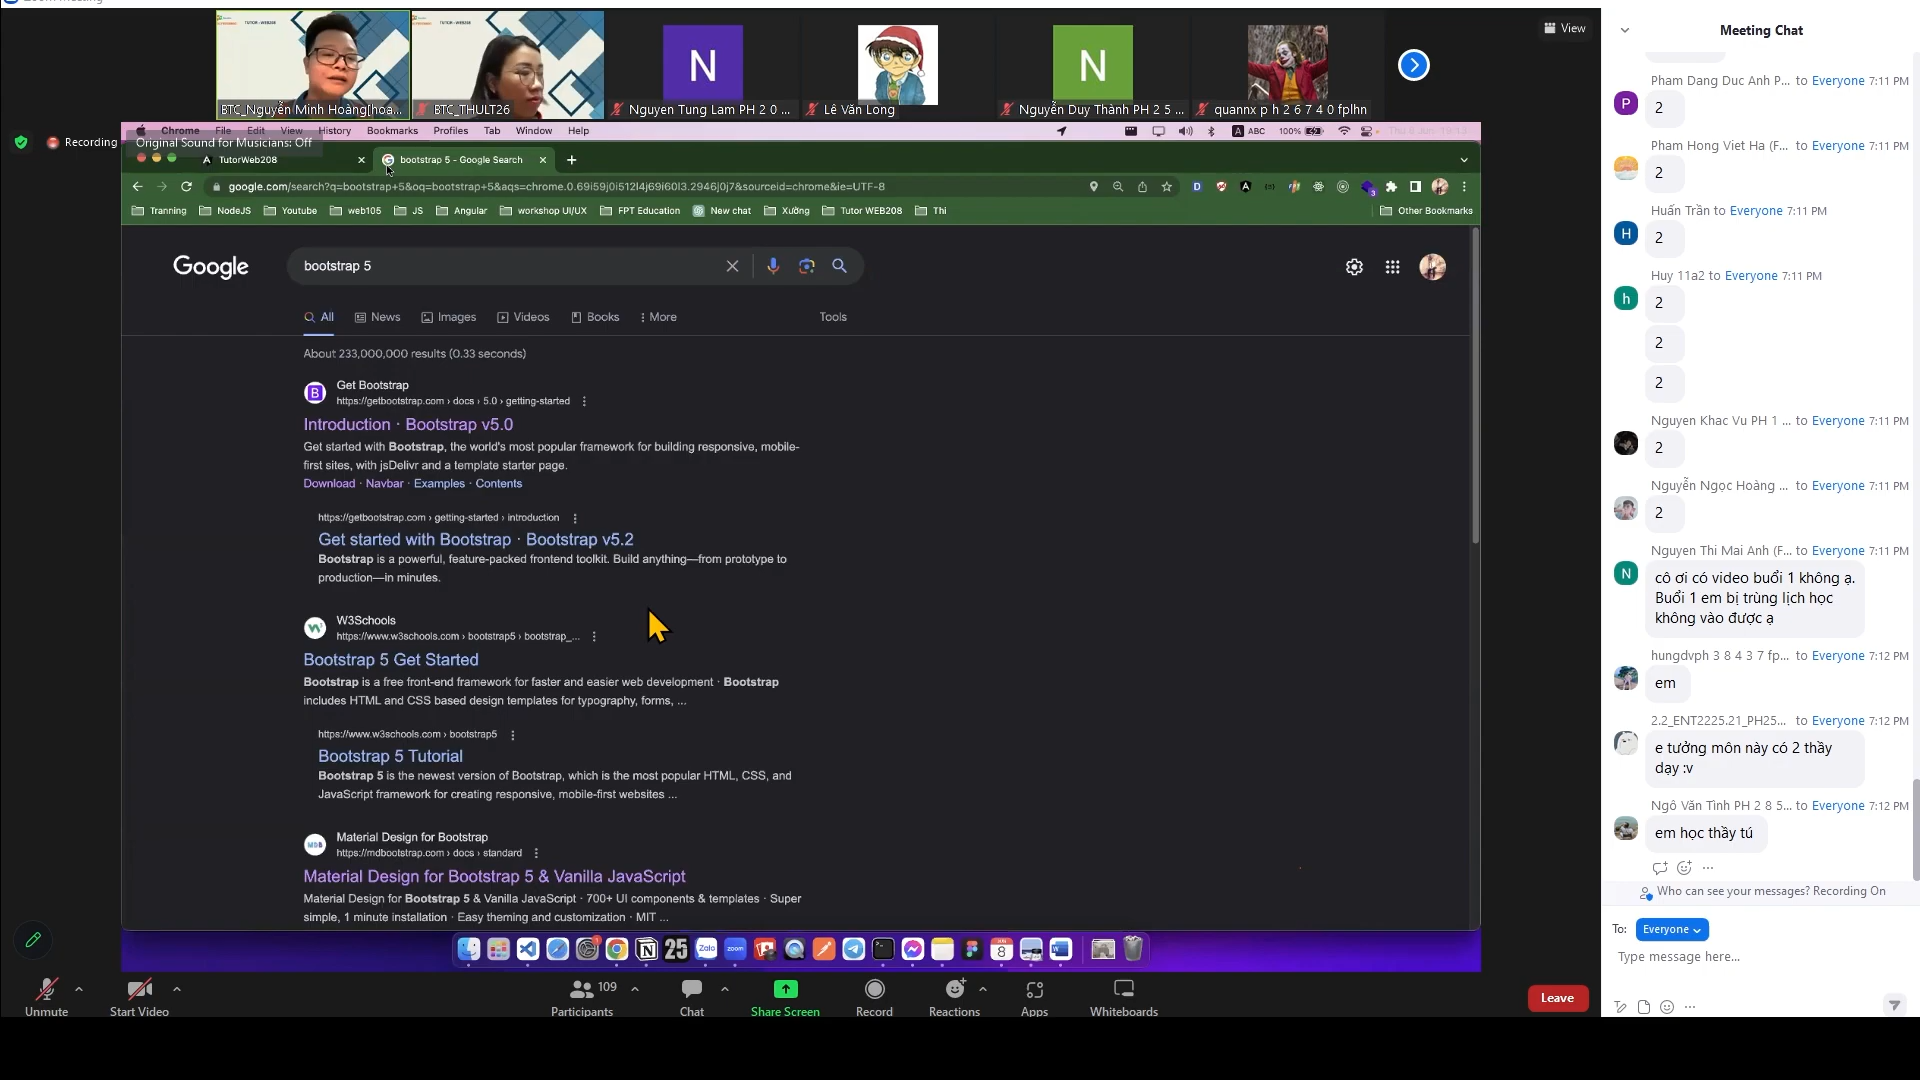 Zoom Meeting
View
BTC_Nguyễn Minh Hoàng[hoa...
BTC_THULT26
N
Nguyen Tung Lam PH 2 0 ...
Lê Văn Long
N
Nguyễn Duy Thành PH 2 5 ...
quannx p h 2 6 7 4 0 fplhn
Recording
Chrome File Edit View History Bookmarks Profiles Tab Window Help
ABC 100%
Original Sound for Musicians: Off
TutorWeb208
bootstrap 5 - Google Search
google.com/search?q=bootstrap+5&oq=bootstrap+5&aqs=chrome.0.69i59j0i512l4j69i60l3.2946j0j7&sourceid=chrome&ie=UTF-8
Tranning NodeJS Youtube web105 JS Angular workshop UI/UX FPT Education New chat Xưởng Tutor WEB208 Thi Other Bookmarks
Google
bootstrap 5
All News Images Videos Books More Tools
About 233,000,000 results (0.33 seconds)
Get Bootstrap
https://getbootstrap.com › docs › 5.0 › getting-started
Introduction · Bootstrap v5.0
Get started with Bootstrap, the world's most popular framework for building responsive, mobile-
first sites, with jsDelivr and a template starter page.
Download · Navbar · Examples · Contents
https://getbootstrap.com › getting-started › introduction
Get started with Bootstrap · Bootstrap v5.2
Bootstrap is a powerful, feature-packed frontend toolkit. Build anything—from prototype to
production—in minutes.
W3Schools
https://www.w3schools.com › bootstrap5 › bootstrap_...
Bootstrap 5 Get Started
Bootstrap is a free front-end framework for faster and easier web development · Bootstrap
includes HTML and CSS based design templates for typography, forms, ...
https://www.w3schools.com › bootstrap5
Bootstrap 5 Tutorial
Bootstrap 5 is the newest version of Bootstrap, which is the most popular HTML, CSS, and
JavaScript framework for creating responsive, mobile-first websites ...
Material Design for Bootstrap
https://mdbootstrap.com › docs › standard
Material Design for Bootstrap 5 & Vanilla JavaScript
Material Design for Bootstrap 5 & Vanilla JavaScript · 700+ UI components & templates · Super
simple, 1 minute installation · Easy theming and customization · MIT ...
25
Zalo
zoom
8
Unmute
Start Video
109
Participants
Chat
Share Screen
Record
Reactions
Apps
Whiteboards
Leave
Meeting Chat
Pham Dang Duc Anh P... to Everyone 7:11 PM
P
2
Pham Hong Viet Ha (F... to Everyone 7:11 PM
2
Huấn Trần to Everyone 7:11 PM
H
2
Huy 11a2 to Everyone 7:11 PM
h
2
2
2
Nguyen Khac Vu PH 1 ... to Everyone 7:11 PM
2
Nguyễn Ngọc Hoàng ... to Everyone 7:11 PM
2
Nguyen Thi Mai Anh (F... to Everyone 7:11 PM
N
cô ơi có video buổi 1 không ạ.
Buổi 1 em bị trùng lịch học
không vào được ạ
hungdvph 3 8 4 3 7 fp... to Everyone 7:12 PM
em
2.2_ENT2225.21_PH25... to Everyone 7:12 PM
e tưởng môn này có 2 thầy
dạy :v
Ngô Văn Tình PH 2 8 5... to Everyone 7:12 PM
em học thầy tú
Who can see your messages? Recording On
To: Everyone
Type message here...